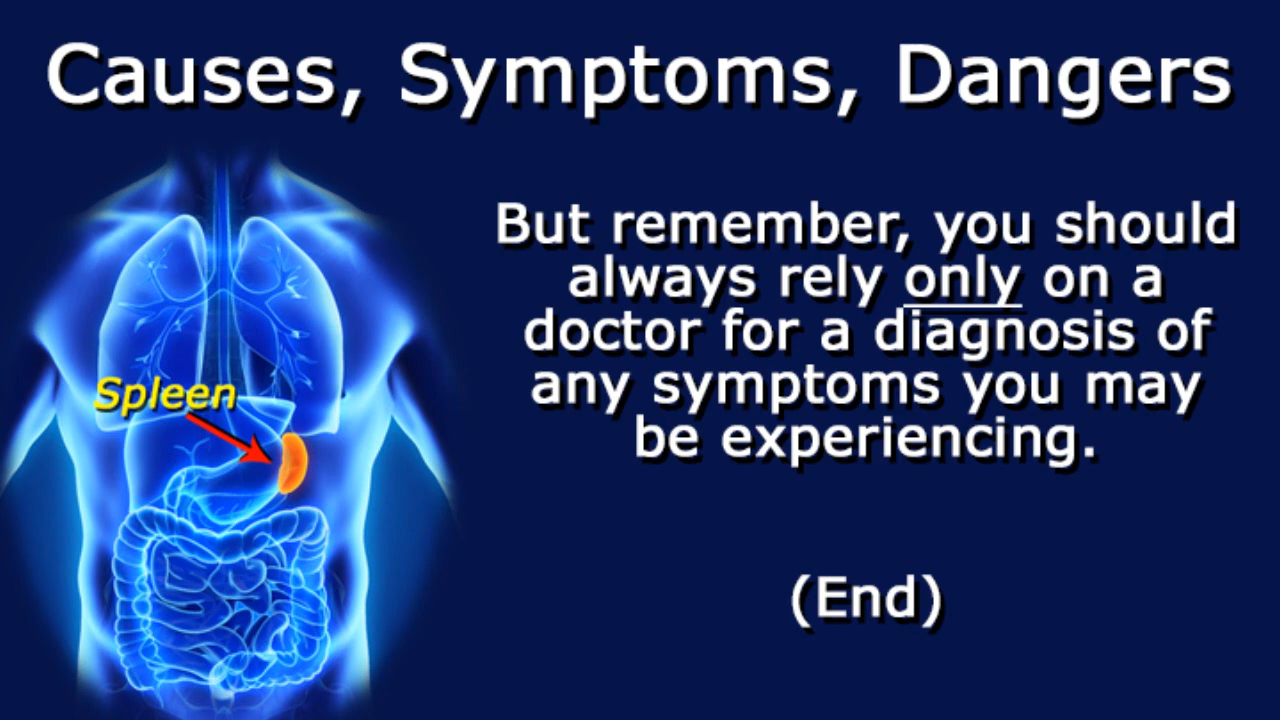 Causes, Symptoms, Dangers
But remember, you should
always rely only on a
doctor for a diagnosis of
any symptoms you may
be experiencing.
Spleen
(End)